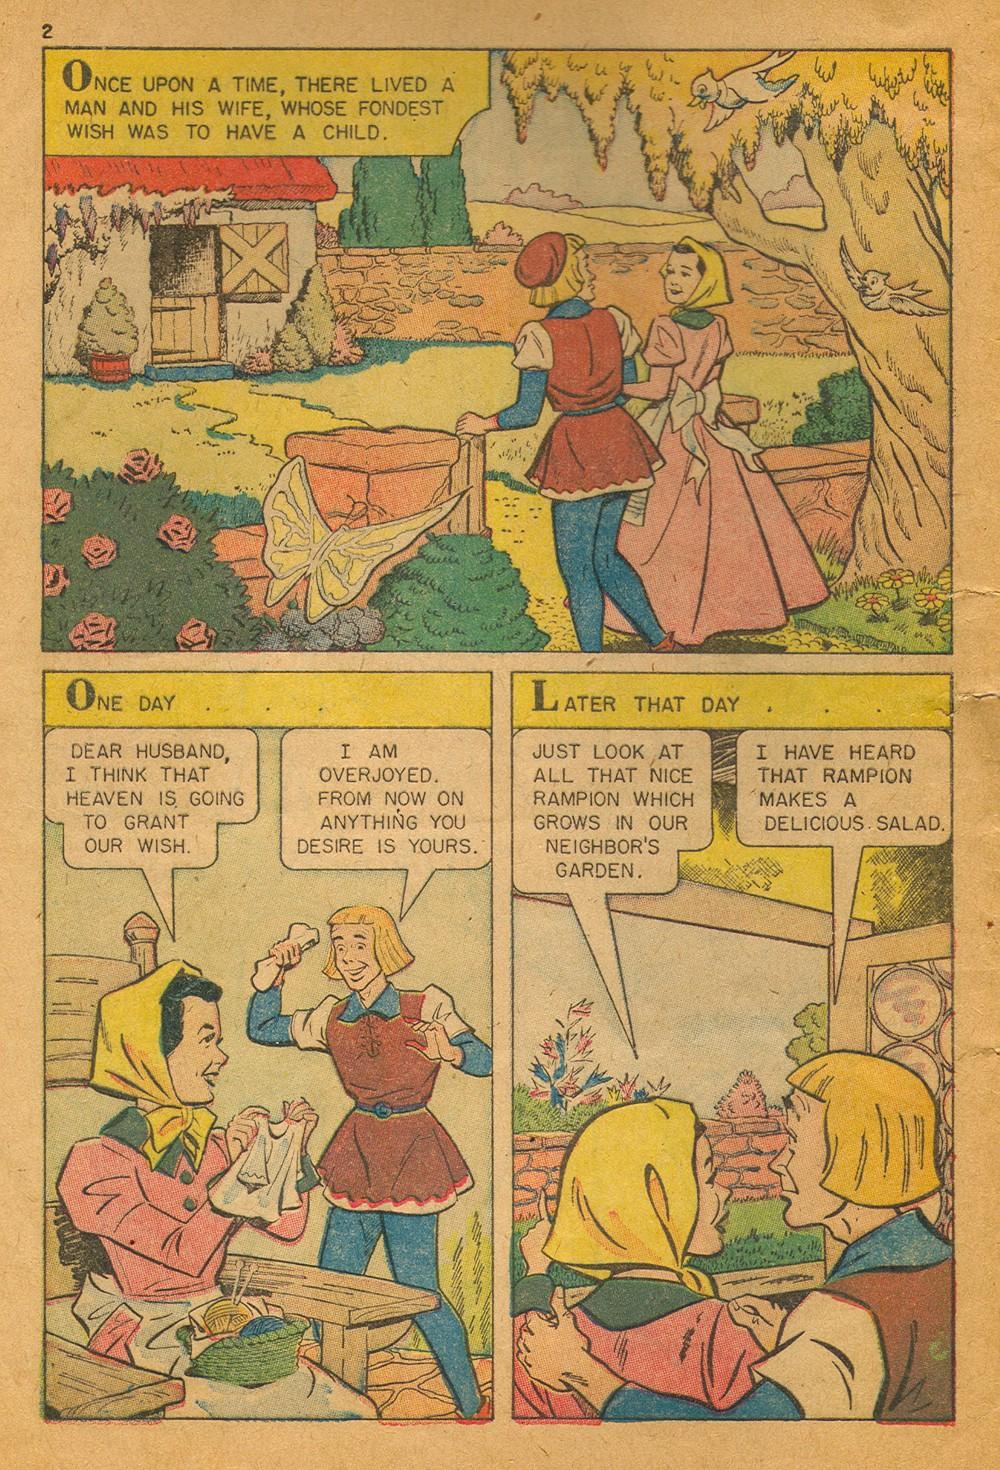 2
ONCE UPON A TIME, THERE LIVED A
MAN AND HIS WIFE, WHOSE FONDEST
WISH WAS TO HAVE A CHILD.
ONE DAY . . .
DEAR HUSBAND,
I THINK THAT
HEAVEN IS GOING
TO GRANT
OUR WISH.
I AM
OVERJOYED.
FROM NOW ON
ANYTHING YOU
DESIRE IS YOURS.
LATER THAT DAY . . .
JUST LOOK AT
ALL THAT NICE
RAMPION WHICH
GROWS IN OUR
NEIGHBOR'S
GARDEN.
I HAVE HEARD
THAT RAMPION
MAKES A
DELICIOUS SALAD.